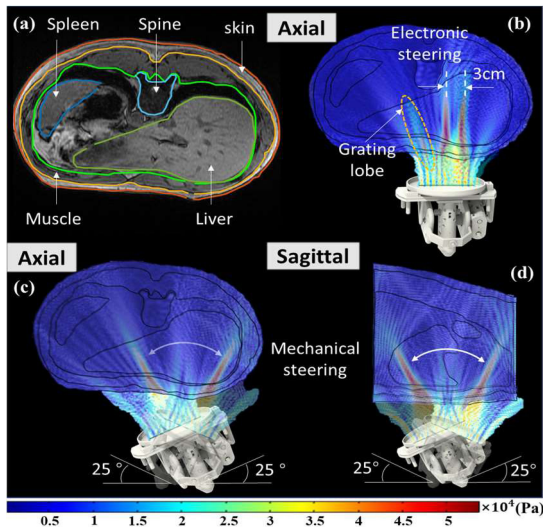 (a)
Spleen
Spine
skin
Muscle
Liver
Axial
(b)
Electronic
steering
3cm
Grating
lobe
Axial
(c)
25 °
25 °
Mechanical
steering
Sagittal
(d)
25 °
25 °
0.5 1 1.5 2 2.5 3 3.5 4 4.5 5 ×10⁴(Pa)